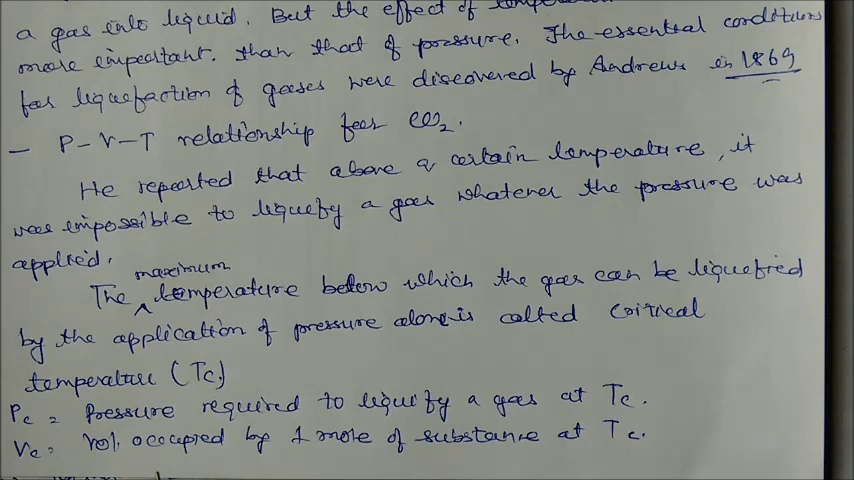 a gas into liquid. But the effect of temperature
more important. than that of pressure. The essential conditions
for liquefaction of gases were discovered by Andrews in 1869
– P-V-T relationship for CO2.
He reported that above a certain temperature, it
was impossible to liquefy a gas whatever the pressure was
applied.
The ^ maximum temperature below which the gas can be liquefied
by the application of pressure alone is called critical
temperature (Tc)
Pc = Pressure required to liquify a gas at Tc.
Vc = Vol. occupied by 1 mole of substance at Tc.